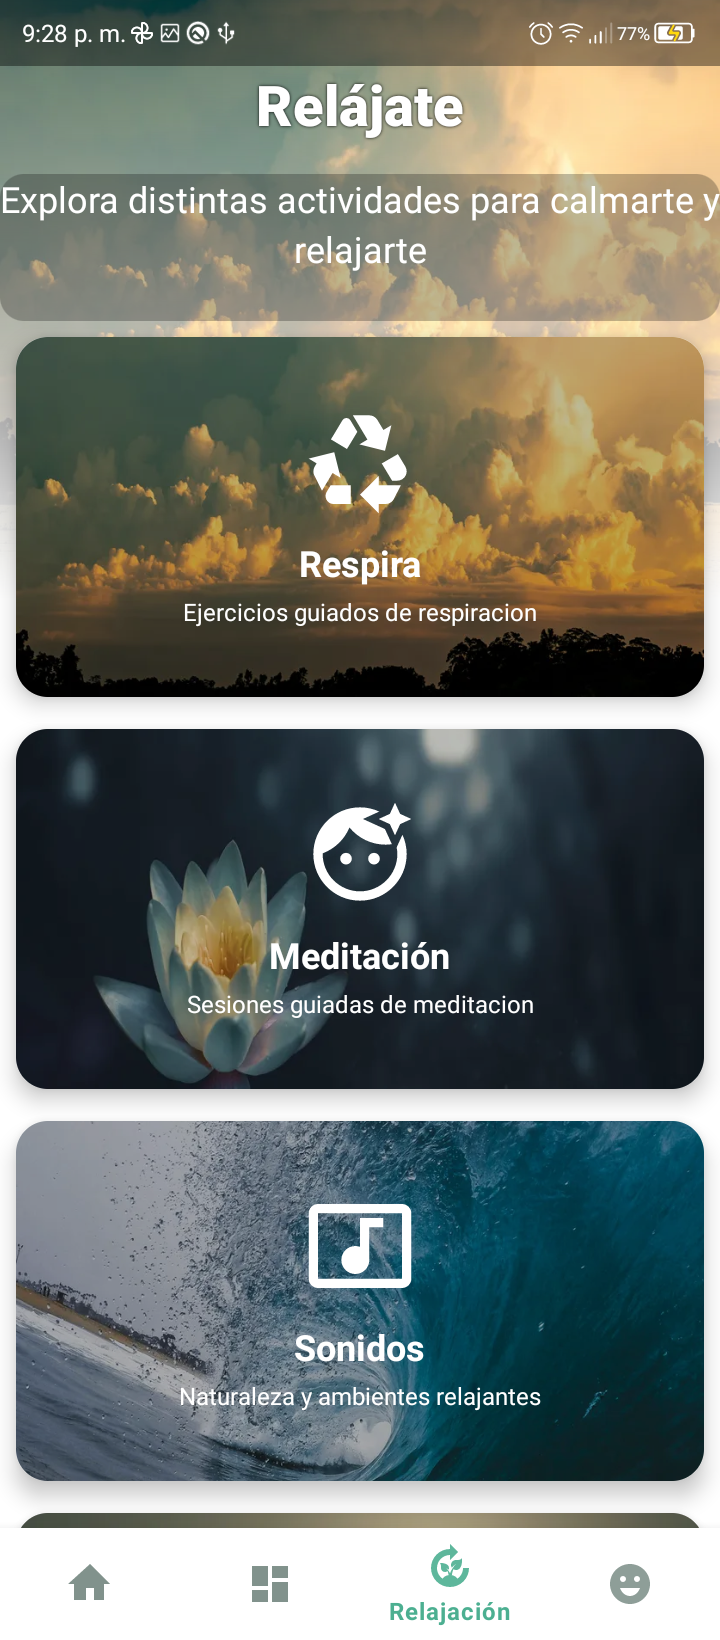 9:28 p. m.
77%
Relájate
Explora distintas actividades para calmarte y
relajarte
Respira
Ejercicios guiados de respiracion
Meditación
Sesiones guiadas de meditacion
Sonidos
Naturaleza y ambientes relajantes
Relajación